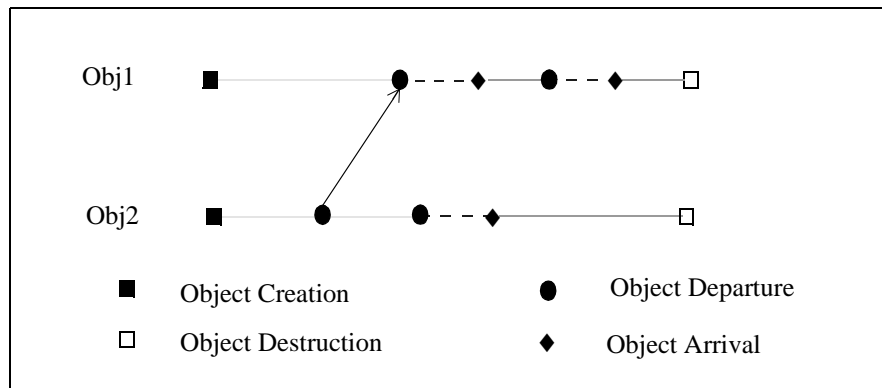 Obj1
Obj2
Object Creation
Object Departure
Object Destruction
Object Arrival